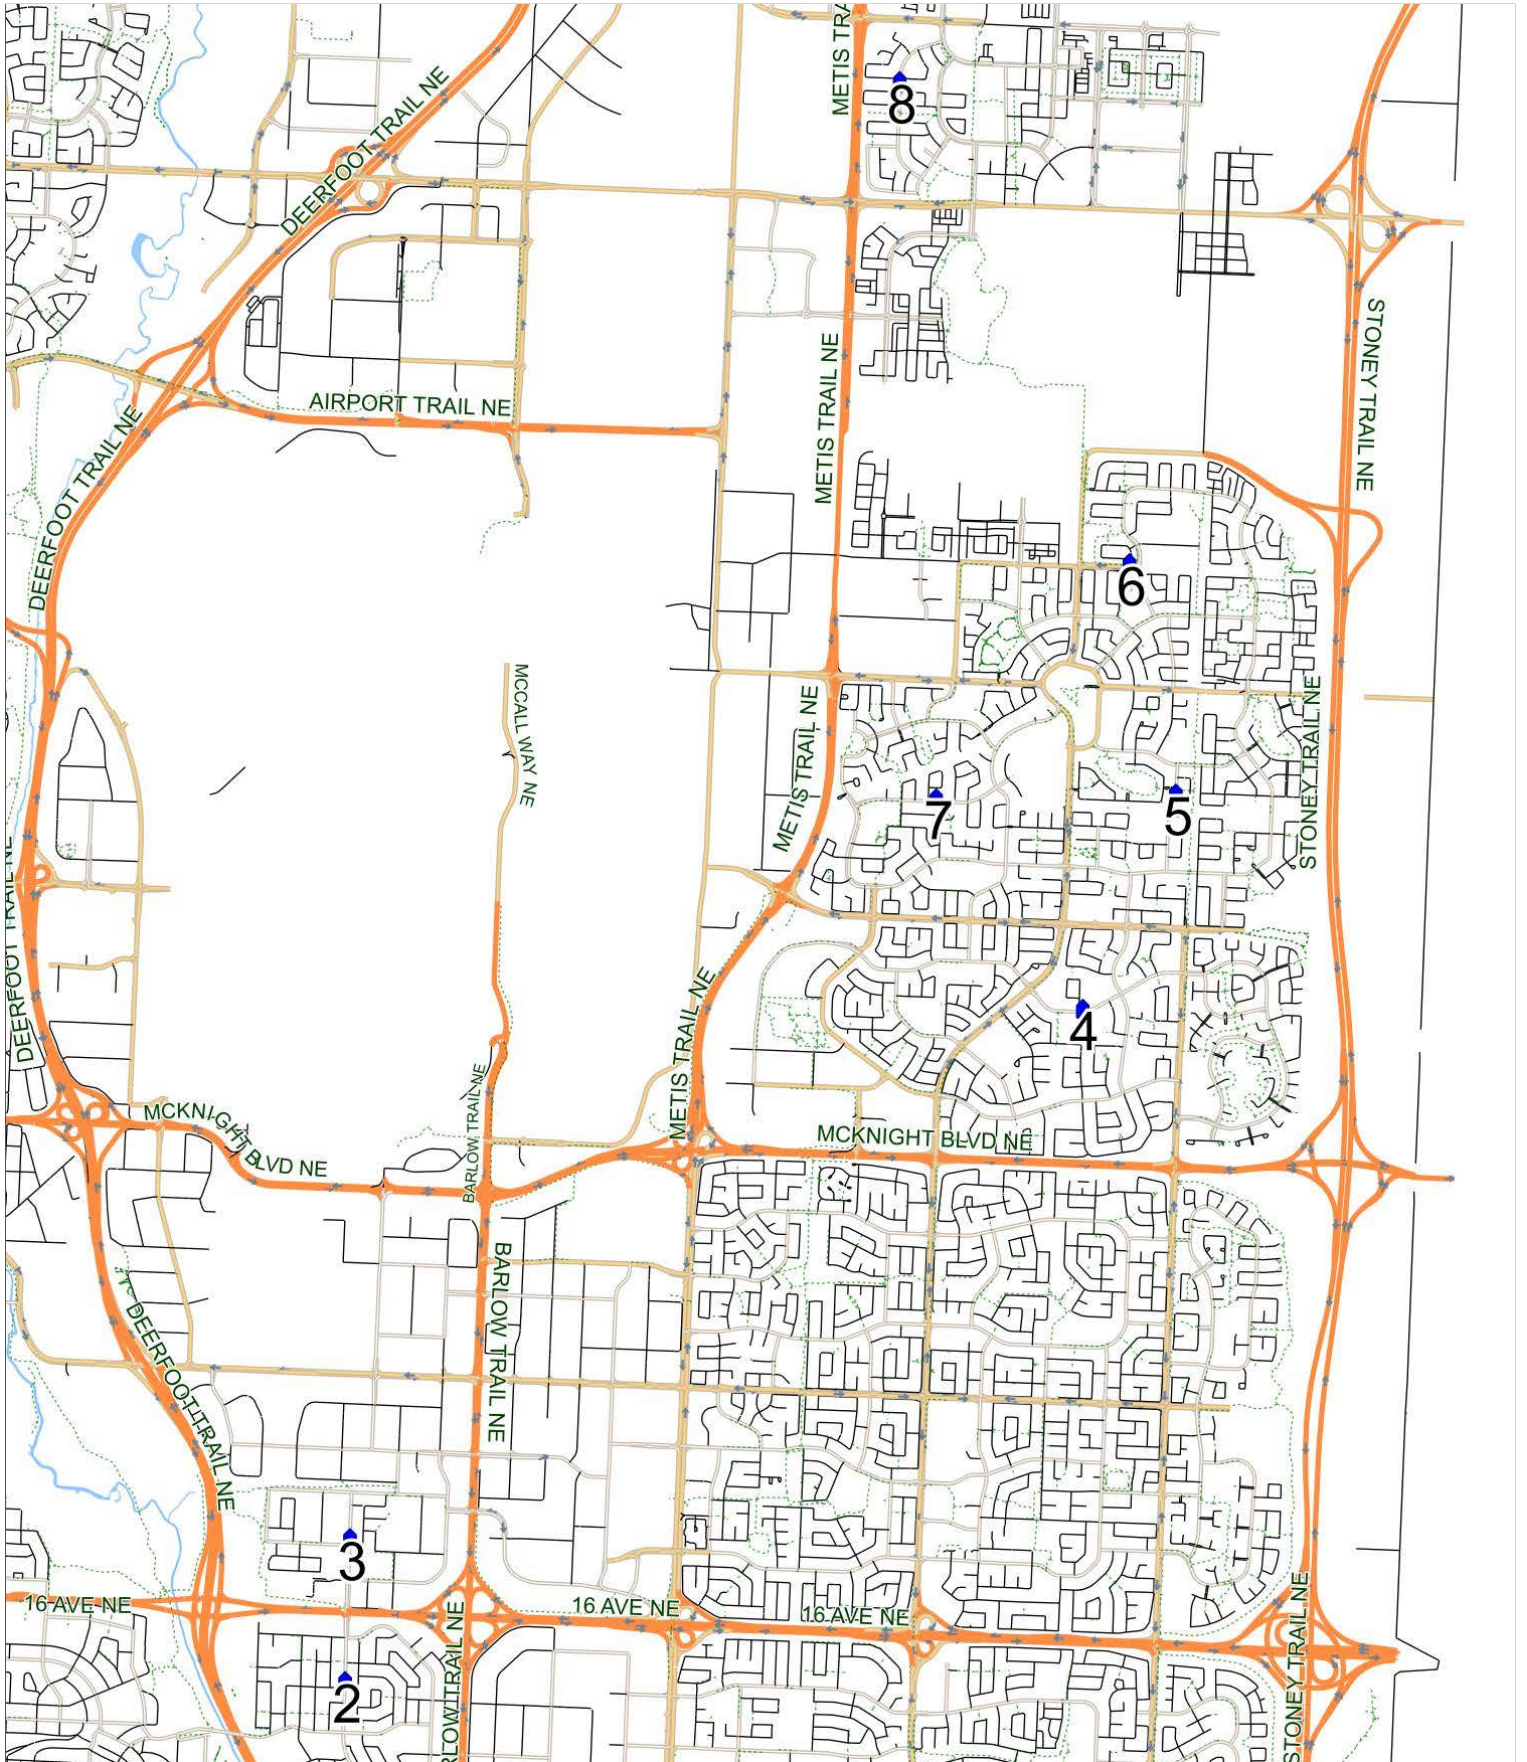 METIS TRA
8
DEERFOOT TRAIL NE
STONEY TRAIL NE
METIS TRAIL NE
AIRPORT TRAIL NE
DEERFOOT TRAIL NE
6
MCCALL WAY NE
STONEY TRAIL NE
METIS TRAIL NE
7
5
DEERFOOT TRAIL NE
METIS TRAIL NE
4
MCKNIGHT BLVD NE
BARLOW TRAIL NE
MCKNIGHT BLVD NE
BARLOW TRAIL NE
DEERFOOT TRAIL NE
3
16 AVE NE
16 AVE NE
16 AVE NE
2
RLOW TRAIL NE
STONEY TRAIL NE